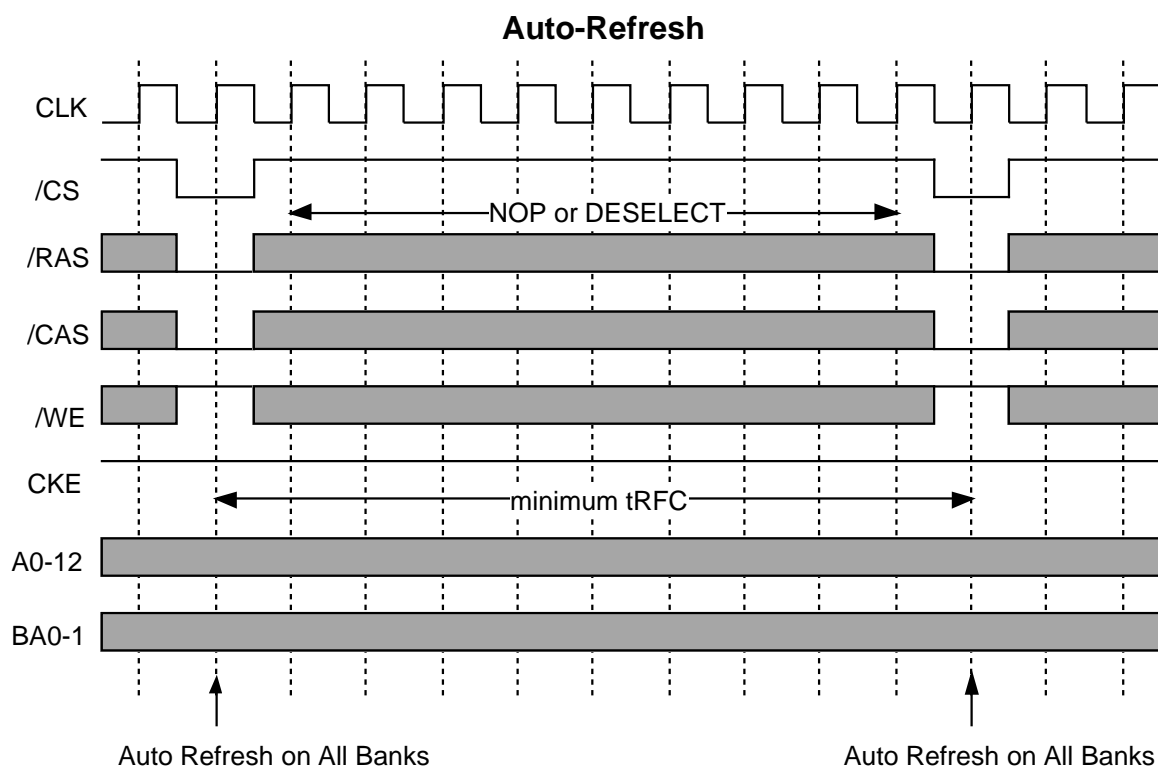 Auto-Refresh
CLK
/CS
NOP or DESELECT
/RAS
/CAS
/WE
CKE
minimum tRFC
A0-12
BA0-1
Auto Refresh on All Banks
Auto Refresh on All Banks